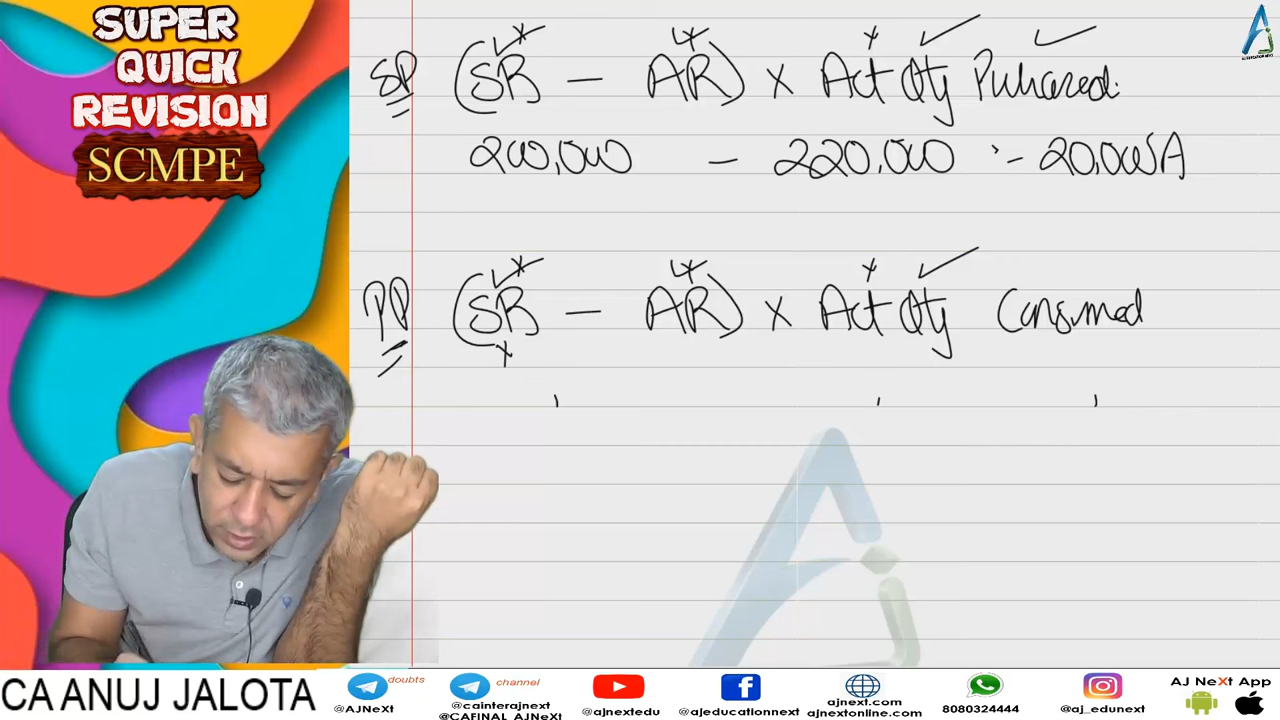 SUPER
QUICK
REVISION
SCMPE
SP (SR - AR) × Act Qty Purchased.
200,000 - 220,000 :- 20,000 A
PP (SR - AR) × Act Qty Consumed
CA ANUJ JALOTA
doubts
@AJNeXt
channel
@cainterajnext
@CAFINAL_AJNeXt
@ajnextedu
@ajeducationnext
ajnext.com
ajnextonline.com
8080324444
@aj_edunext
AJ NeXt App